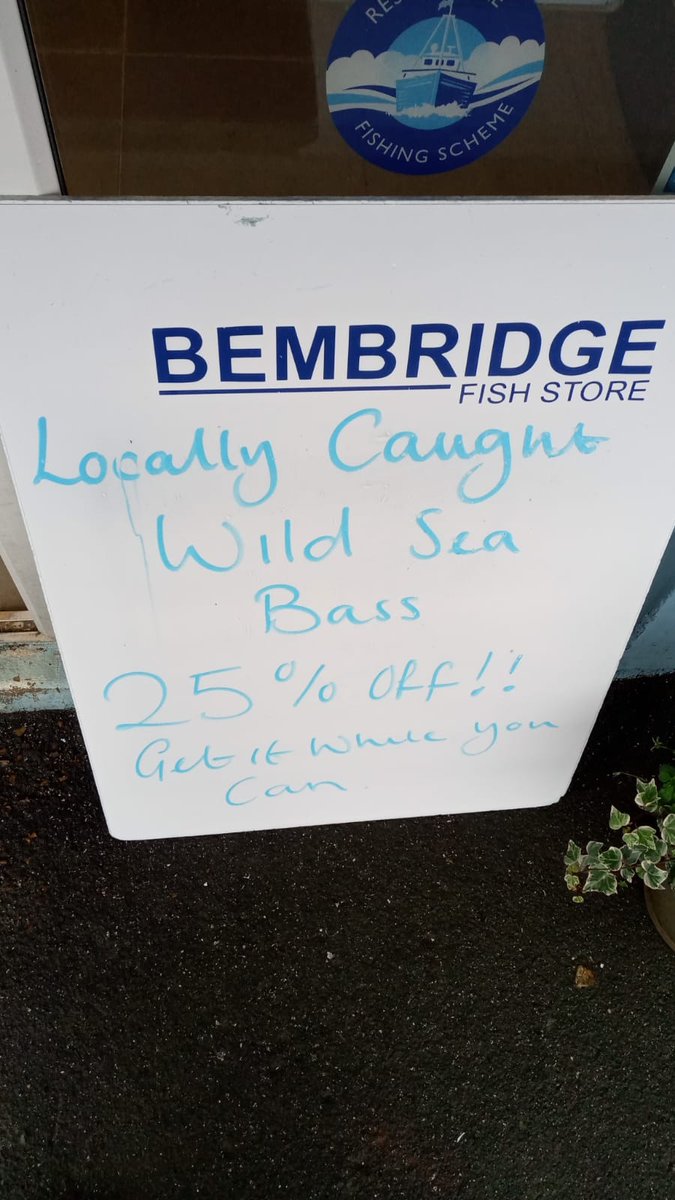 FISHING SCHEME
BEMBRIDGE
FISH STORE
Locally Caught
Wild Sea
Bass
25% Off!!
Get it While you
Can